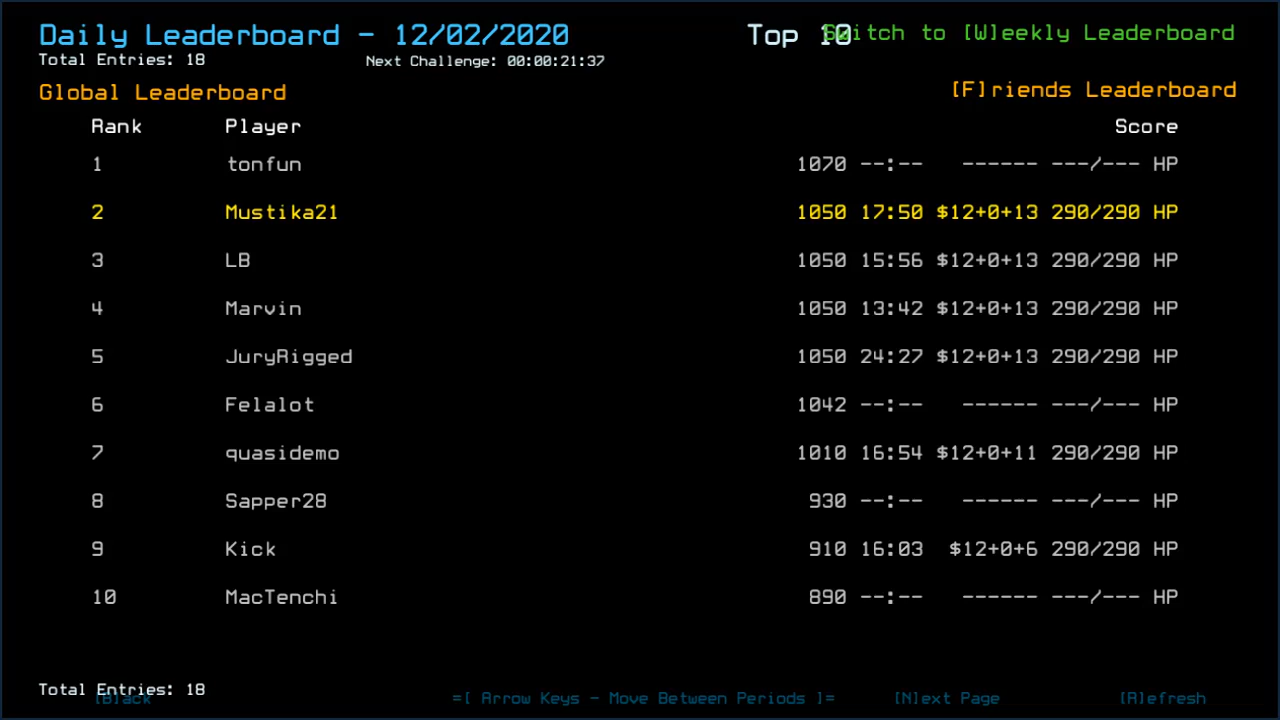 Daily Leaderboard - 12/02/2020 Top 10 Switch to [W]eekly Leaderboard
Total Entries: 18 Next Challenge: 00:00:21:37
Global Leaderboard [F]riends Leaderboard
Rank Player Score
1 tonfun 1070 --:-- ------ ---/--- HP
2 Mustika21 1050 17:50 $12+0+13 290/290 HP
3 LB 1050 15:56 $12+0+13 290/290 HP
4 Marvin 1050 13:42 $12+0+13 290/290 HP
5 JuryRigged 1050 24:27 $12+0+13 290/290 HP
6 Felalot 1042 --:-- ------ ---/--- HP
7 quasidemo 1010 16:54 $12+0+11 290/290 HP
8 Sapper28 930 --:-- ------ ---/--- HP
9 Kick 910 16:03 $12+0+6 290/290 HP
10 MacTenchi 890 --:-- ------ ---/--- HP
Total Entries: 18
[B]ack =[ Arrow Keys - Move Between Periods ]= [N]ext Page [R]efresh